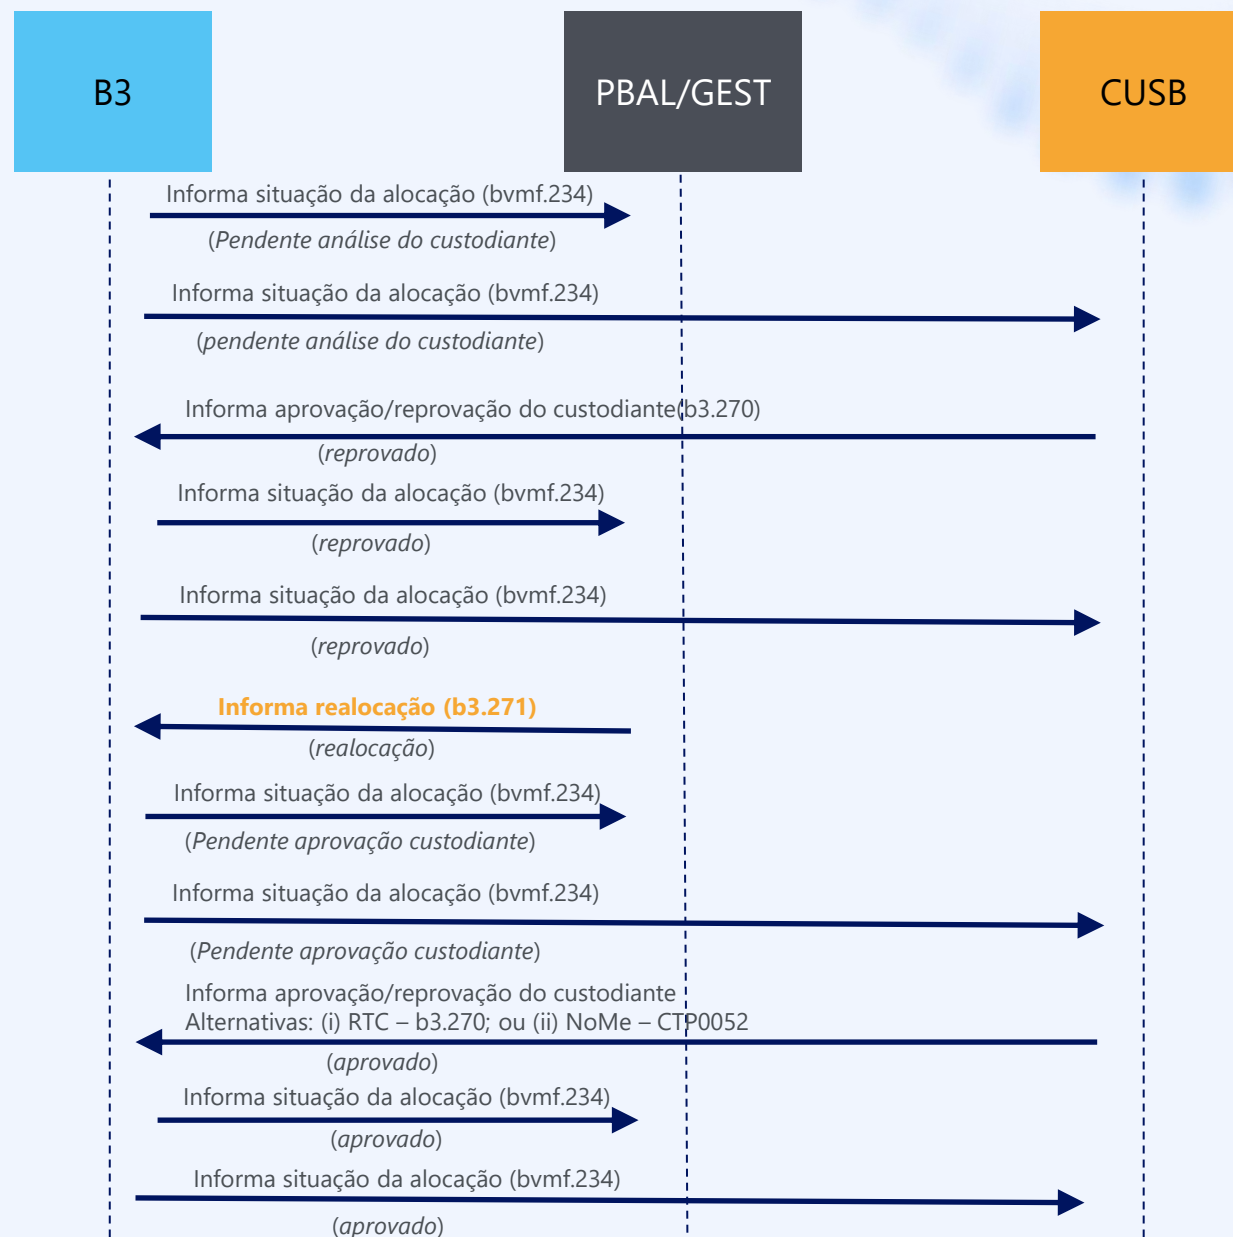 B3
PBAL/GEST
CUSB
Informa situação da alocação (bvmf.234)
(Pendente análise do custodiante)
Informa situação da alocação (bvmf.234)
(pendente análise do custodiante)
Informa aprovação/reprovação do custodiante(b3.270)
(reprovado)
Informa situação da alocação (bvmf.234)
(reprovado)
Informa situação da alocação (bvmf.234)
(reprovado)
Informa realocação (b3.271)
(realocação)
Informa situação da alocação (bvmf.234)
(Pendente aprovação custodiante)
Informa situação da alocação (bvmf.234)
(Pendente aprovação custodiante)
Informa aprovação/reprovação do custodiante
Alternativas: (i) RTC – b3.270; ou (ii) NoMe – CTP0052
(aprovado)
Informa situação da alocação (bvmf.234)
(aprovado)
Informa situação da alocação (bvmf.234)
(aprovado)